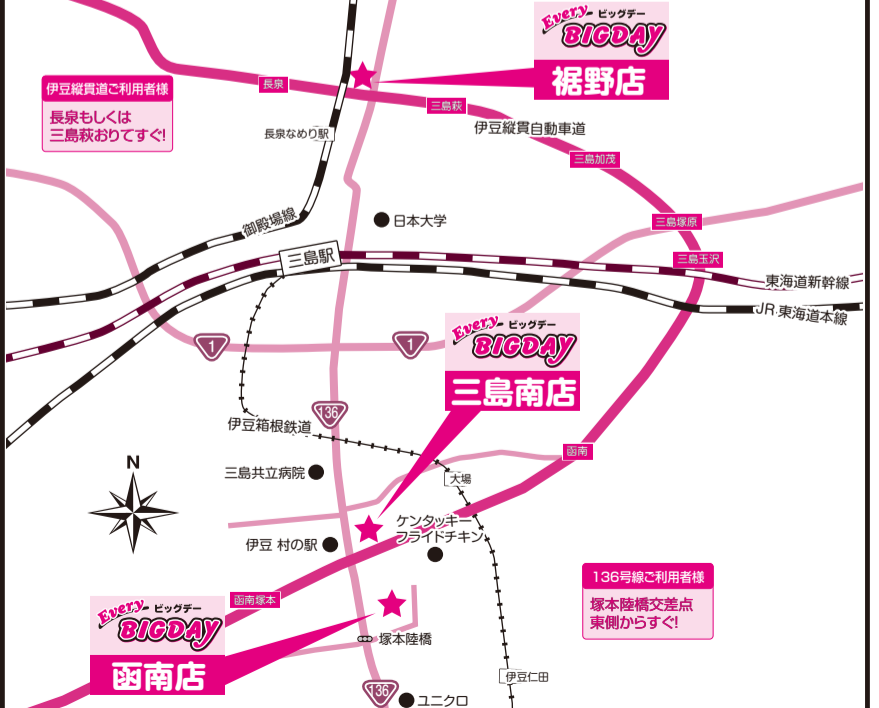 Every ビッグデー
BIGDAY
裾野店
伊豆縦貫道ご利用者様
長泉もしくは
三島萩おりてすぐ!
長泉
三島萩
長泉なめり駅
伊豆縦貫自動車道
三島加茂
御殿場線
日本大学
三島塚原
三島駅
三島玉沢
東海道新幹線
JR東海道本線
1
1
Every ビッグデー
BIGDAY
三島南店
136
伊豆箱根鉄道
函南
N
三島共立病院
大場
ケンタッキー
フライドチキン
伊豆 村の駅
136号線ご利用者様
塚本陸橋交差点
東側からすぐ!
函南塚本
Every ビッグデー
BIGDAY
函南店
塚本陸橋
伊豆仁田
136
ユニクロ